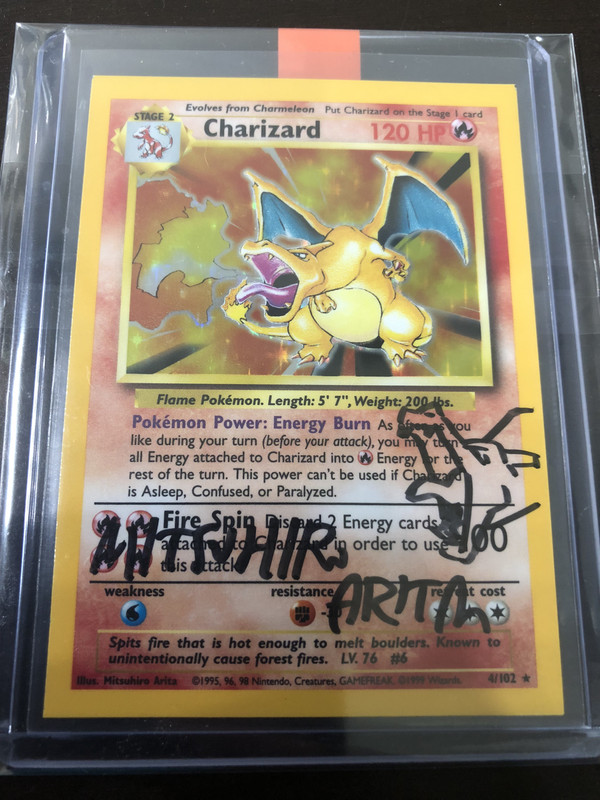 Evolves from Charmeleon Put Charizard on the Stage 1 card
STAGE 2
Charizard 120 HP
Flame Pokémon. Length: 5' 7", Weight: 200 lbs.
Pokémon Power: Energy Burn As often as you
like during your turn (before your attack), you may turn
all Energy attached to Charizard into Energy for the
rest of the turn. This power can't be used if Charizard
is Asleep, Confused, or Paralyzed.
Fire Spin Discard 2 Energy cards
attached to Charizard in order to use 100
this attack.
MITSUHIRO
ARITA
weakness resistance retreat cost
Spits fire that is hot enough to melt boulders. Known to
unintentionally cause forest fires. LV. 76 #6
Illus. Mitsuhiro Arita ©1995, 96, 98 Nintendo, Creatures, GAMEFREAK. ©1999 Wizards. 4/102 ★